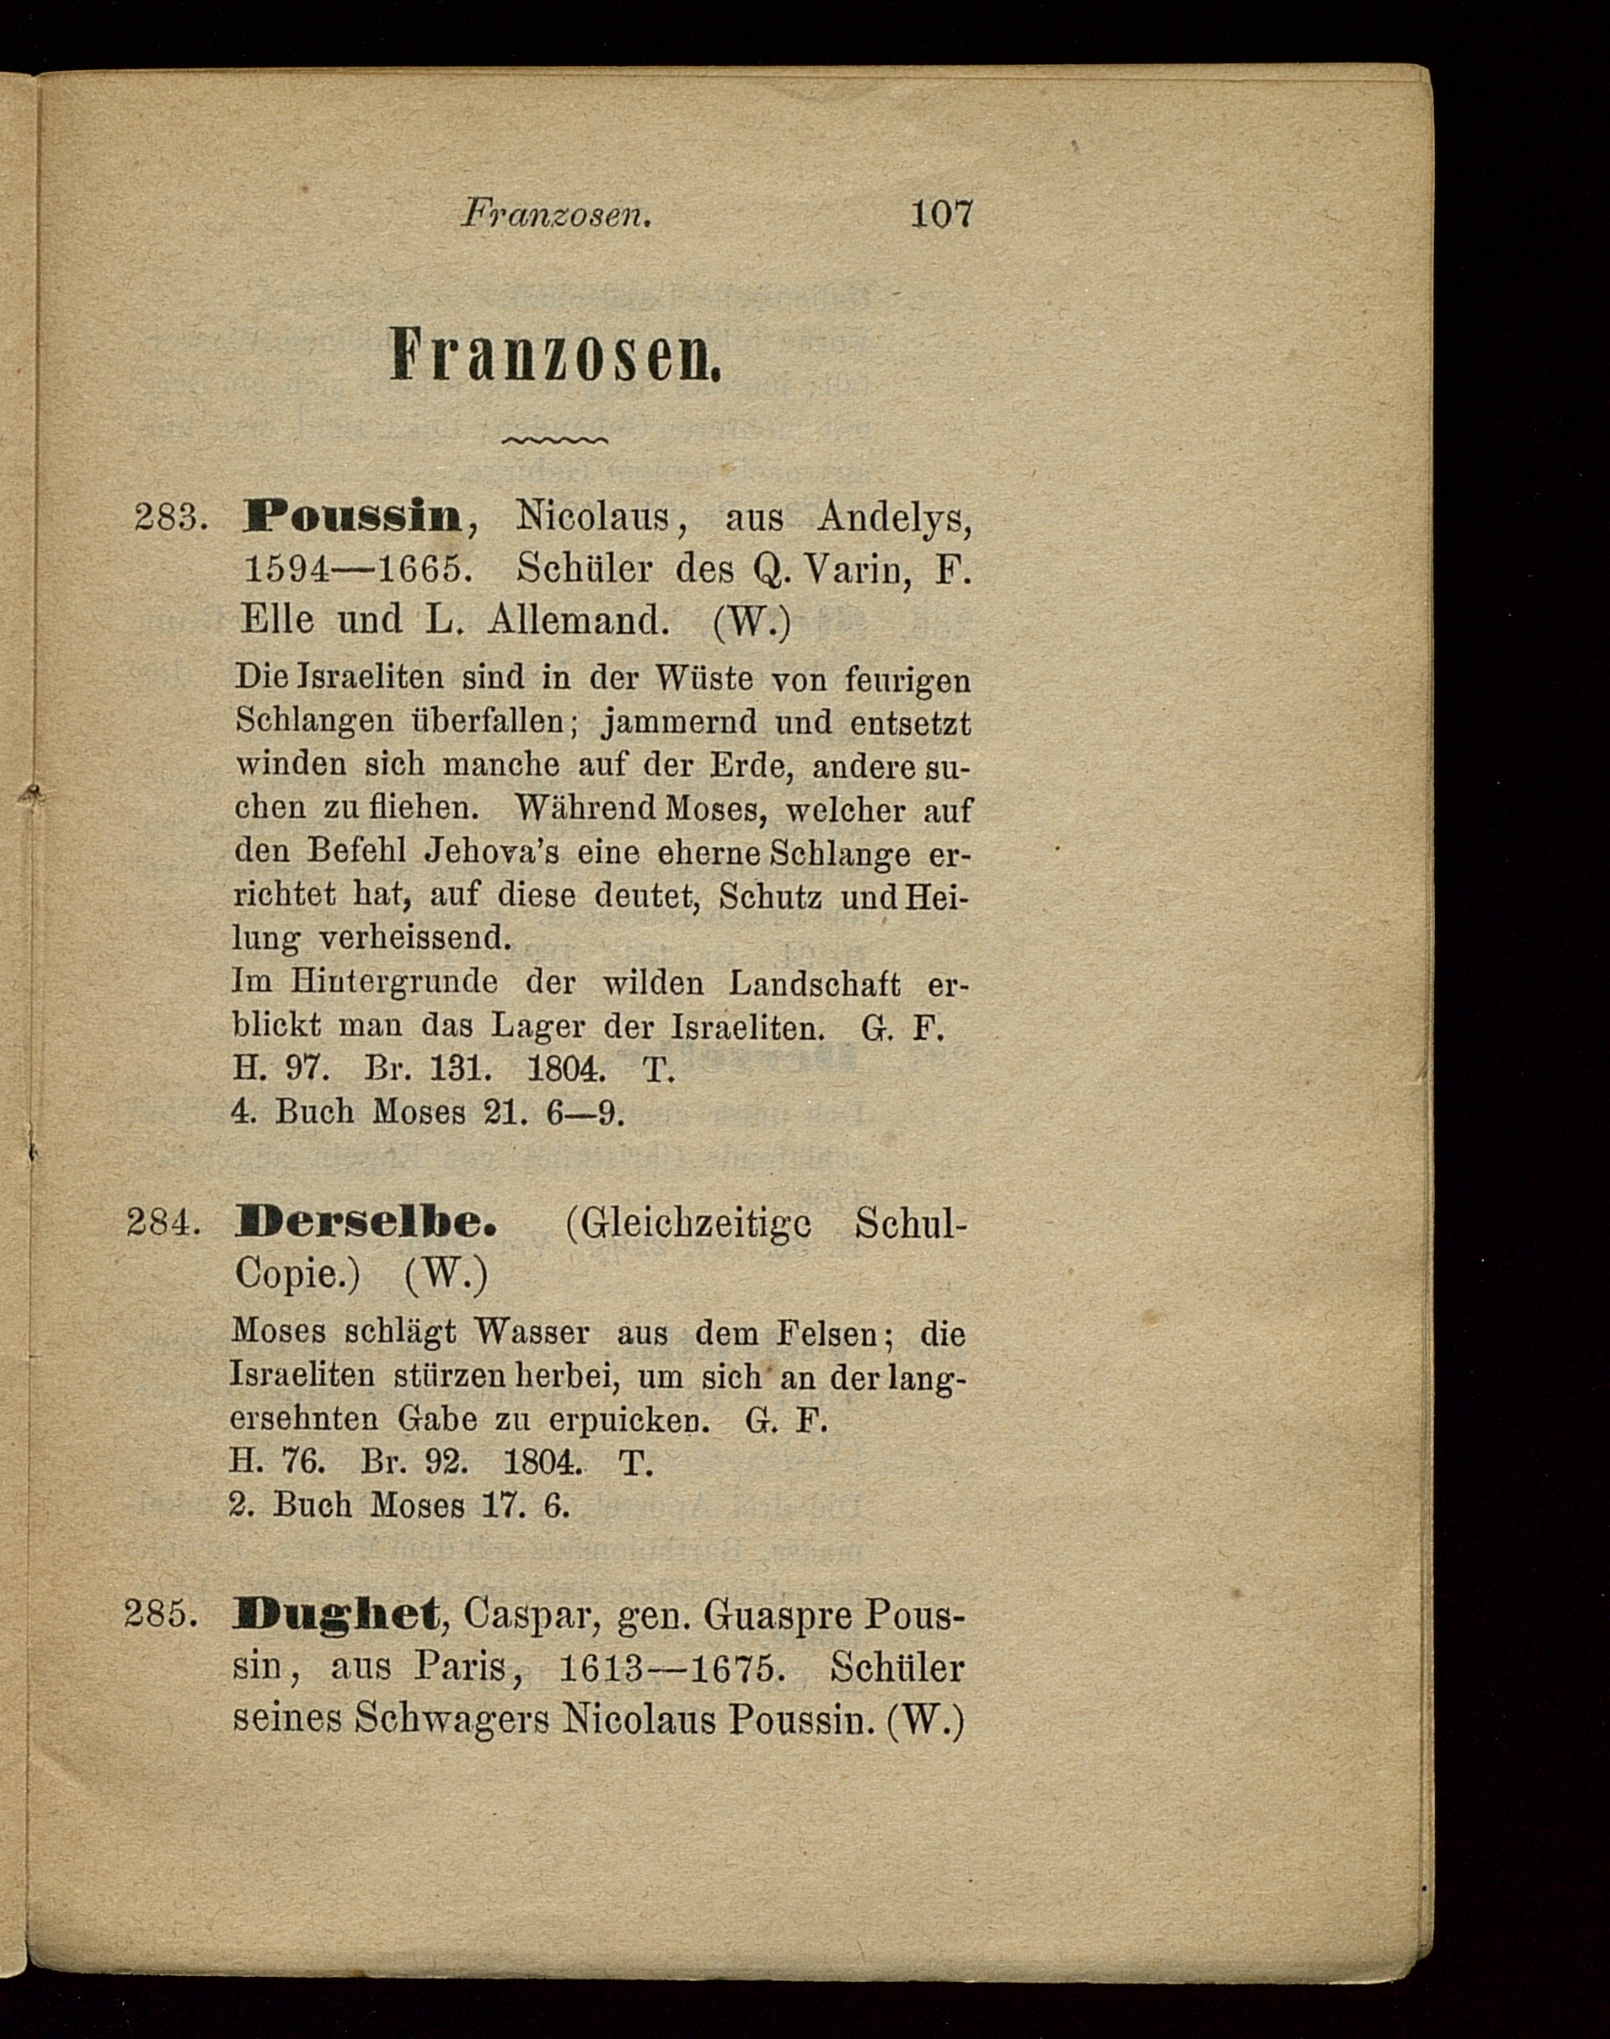 Franzosen. 107
Franzosen.
283. Poussin, Nicolaus, aus Andelys,
1594—1665. Schüler des Q. Varin, F.
Elle und L. Allemand. (W.)
Die Israeliten sind in der Wüste von feurigen
Schlangen überfallen; jammernd und entsetzt
winden sich manche auf der Erde, andere su-
chen zu fliehen. Während Moses, welcher auf
den Befehl Jehova's eine eherne Schlange er-
richtet hat, auf diese deutet, Schutz und Hei-
lung verheissend.
Im Hintergrunde der wilden Landschaft er-
blickt man das Lager der Israeliten. G. F.
H. 97. Br. 131. 1804. T.
4. Buch Moses 21. 6—9.
284. Derselbe. (Gleichzeitige Schul-
Copie.) (W.)
Moses schlägt Wasser aus dem Felsen; die
Israeliten stürzen herbei, um sich an der lang-
ersehnten Gabe zu erpuicken. G. F.
H. 76. Br. 92. 1804. T.
2. Buch Moses 17. 6.
285. Dughet, Caspar, gen. Guaspre Pous-
sin, aus Paris, 1613—1675. Schüler
seines Schwagers Nicolaus Poussin. (W.)